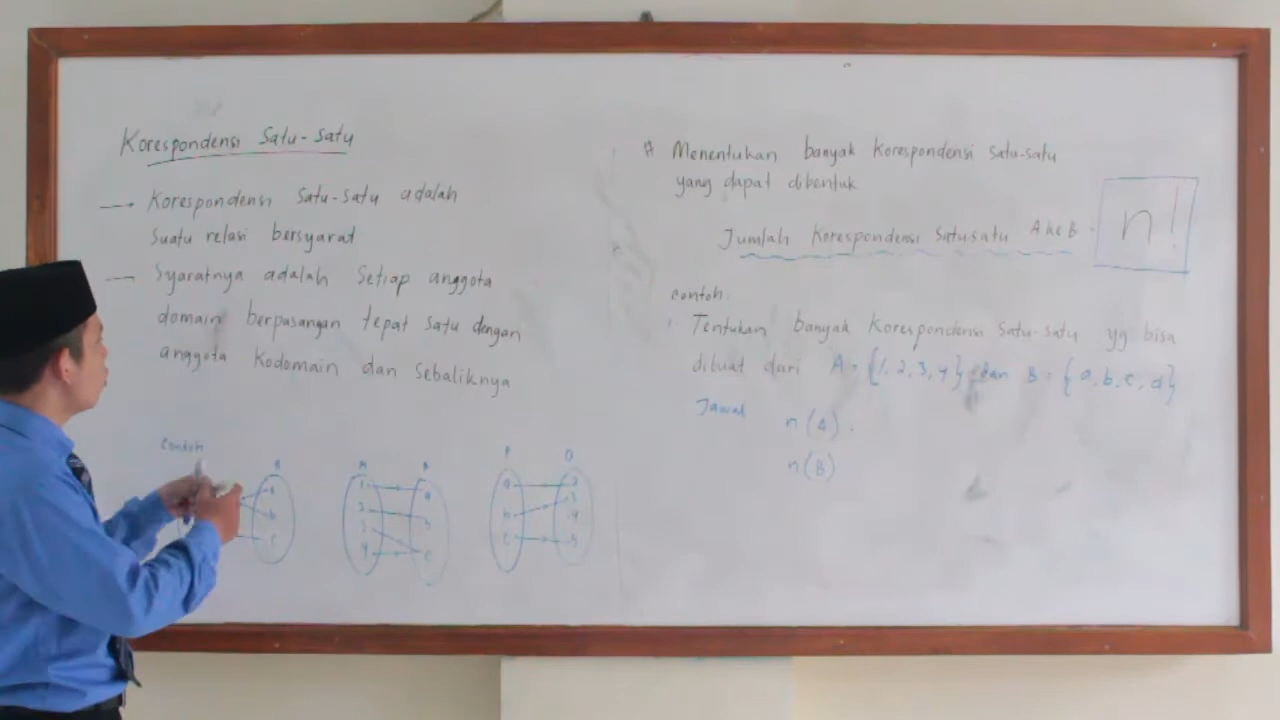 Korespondensi Satu-Satu
Korespondensi Satu-Satu adalah
Suatu relasi bersyarat
Syaratnya adalah Setiap anggota
domain berpasangan tepat satu dengan
anggota Kodomain dan Sebaliknya
Contoh
Menentukan banyak Korespondensi Satu-satu
yang dapat dibentuk
Jumlah Korespondensi Satusatu A ke B =
n!
Contoh:
Tentukan banyak Korespondensi Satu-satu yg bisa
dibuat dari A = {1, 2, 3, 4} dan B = {a, b, c, d}
Jawab
n(A) =
n(B)